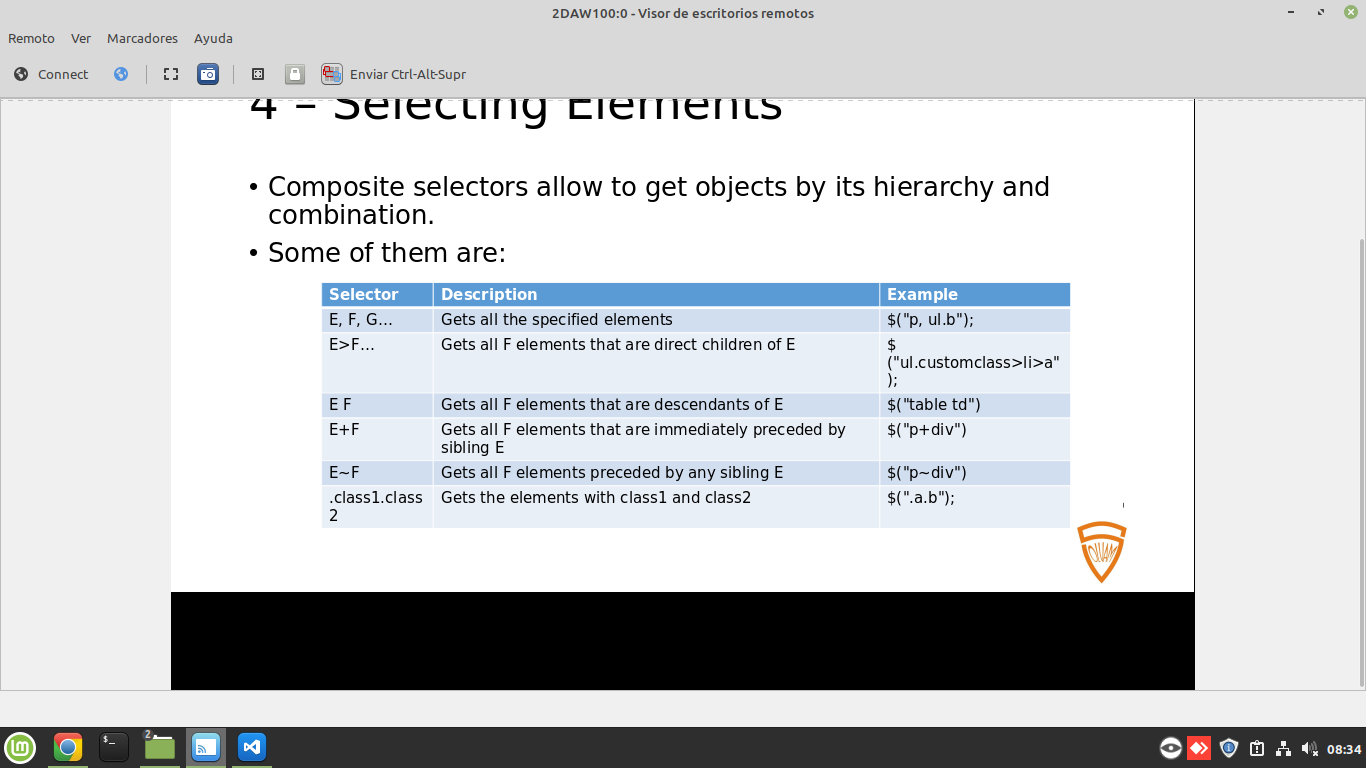 2DAW100:0 - Visor de escritorios remotos
Remoto Ver Marcadores Ayuda
Connect Enviar Ctrl-Alt-Supr
4 – Selecting Elements
• Composite selectors allow to get objects by its hierarchy and
combination.
• Some of them are:
Selector Description Example
E, F, G… Gets all the specified elements $("p, ul.b");
E>F… Gets all F elements that are direct children of E $
("ul.customclass>li>a"
);
E F Gets all F elements that are descendants of E $("table td")
E+F Gets all F elements that are immediately preceded by $("p+div")
sibling E
E~F Gets all F elements preceded by any sibling E $("p~div")
.class1.class Gets the elements with class1 and class2 $(".a.b");
2
2
$_
08:34